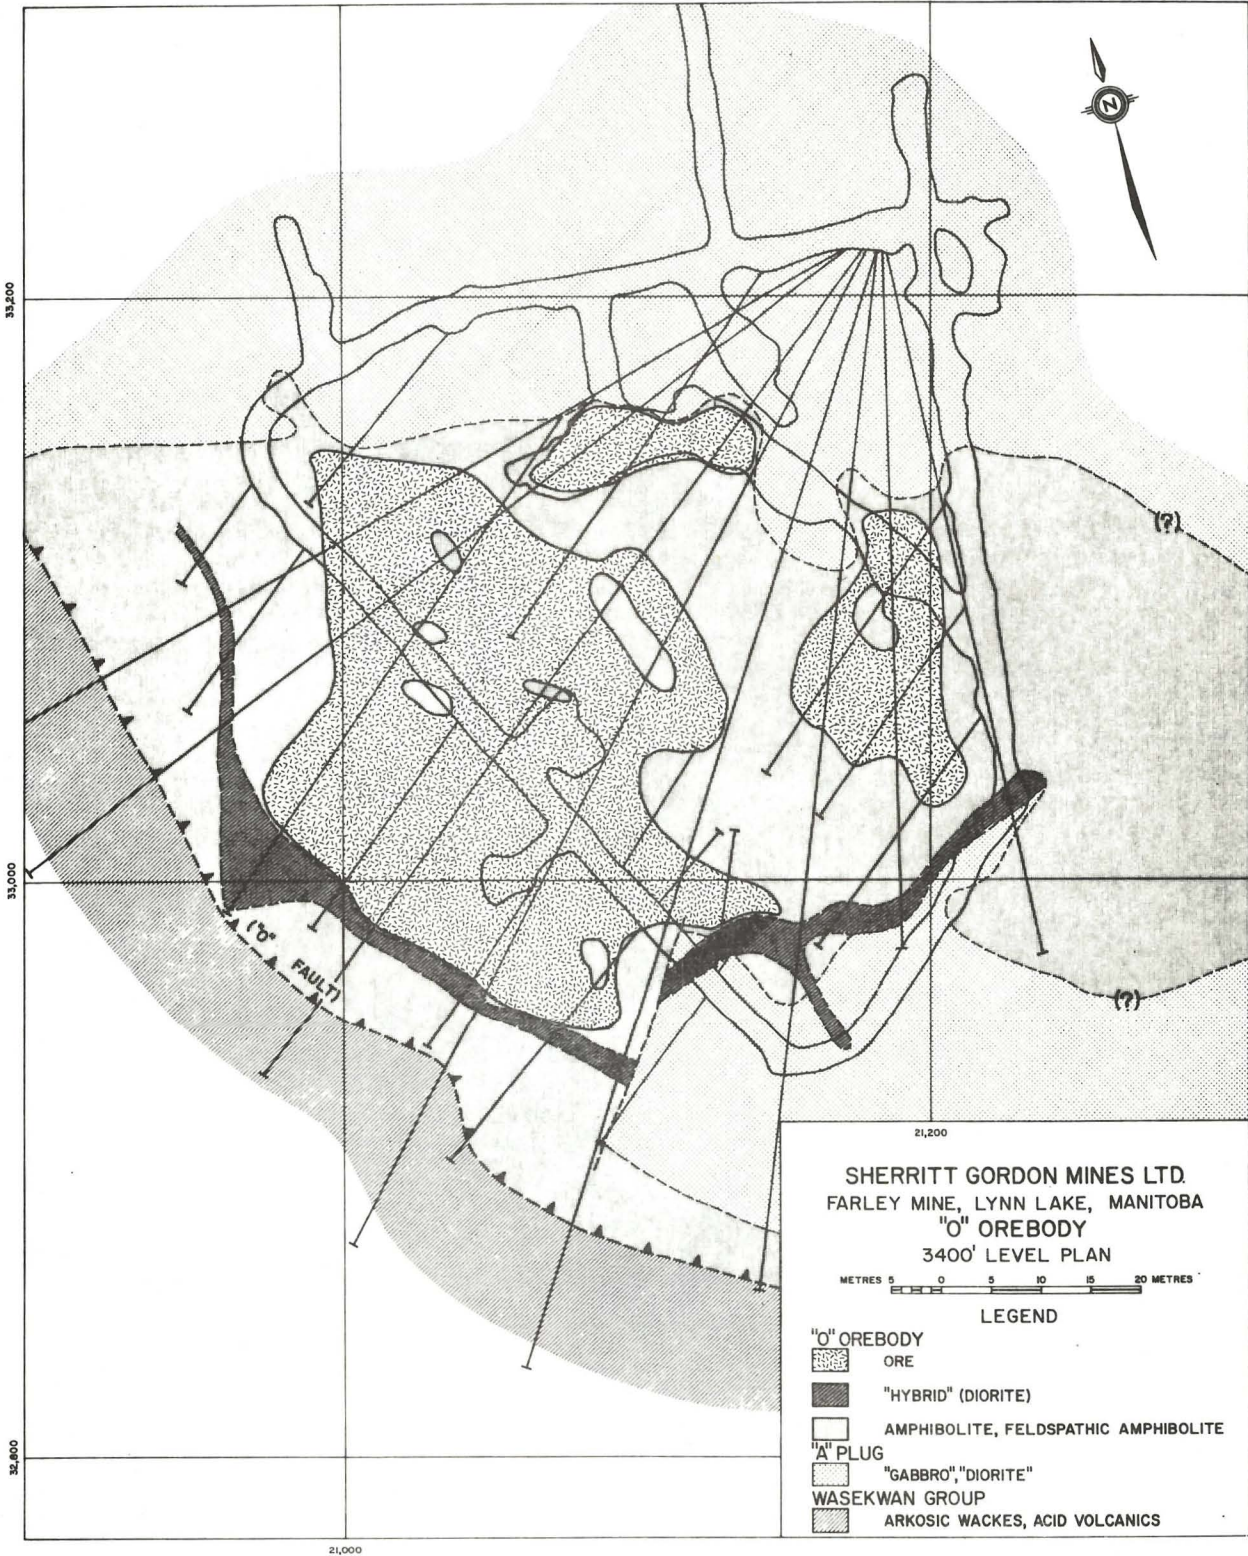 N
33,200
(?)
33,000
("O"
FAULT)
(?)
21,200
SHERRITT GORDON MINES LTD.
FARLEY MINE, LYNN LAKE, MANITOBA
"O" OREBODY
3400' LEVEL PLAN
METRES 5 0 5 10 15 20 METRES
LEGEND
"O" OREBODY
ORE
"HYBRID" (DIORITE)
AMPHIBOLITE, FELDSPATHIC AMPHIBOLITE
"A" PLUG
"GABBRO", "DIORITE"
WASEKWAN GROUP
ARKOSIC WACKES, ACID VOLCANICS
32,800
21,000